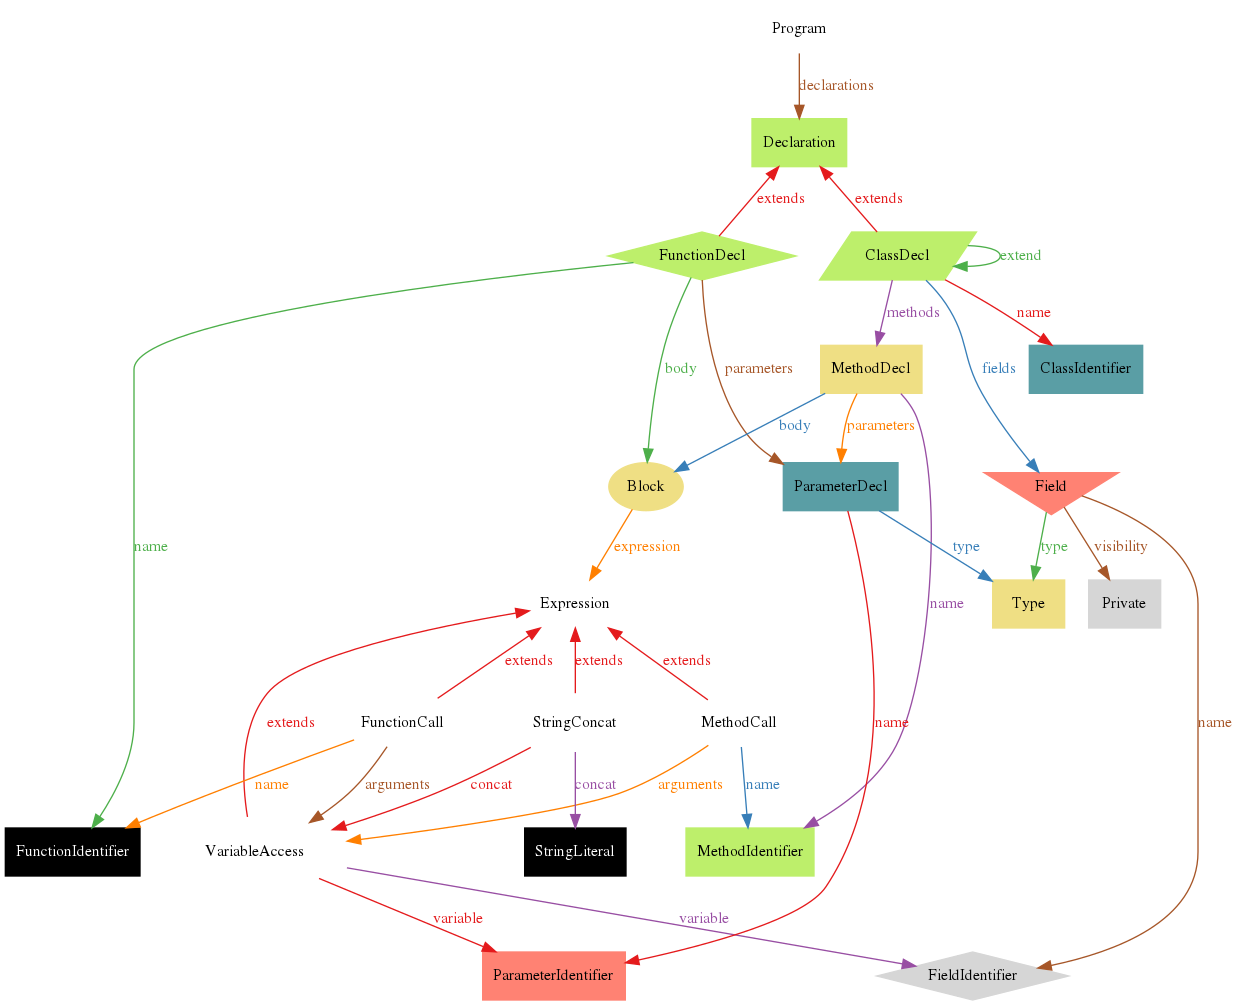 Program
declarations
Declaration
extends
extends
FunctionDecl
ClassDecl
extend
methods
name
body
parameters
MethodDecl
fields
ClassIdentifier
body
parameters
Block
ParameterDecl
Field
name
expression
type
name
type
visibility
Expression
Type
Private
extends
extends
extends
extends
FunctionCall
StringConcat
MethodCall
name
name
name
arguments
concat
concat
arguments
name
FunctionIdentifier
VariableAccess
StringLiteral
MethodIdentifier
variable
variable
ParameterIdentifier
FieldIdentifier